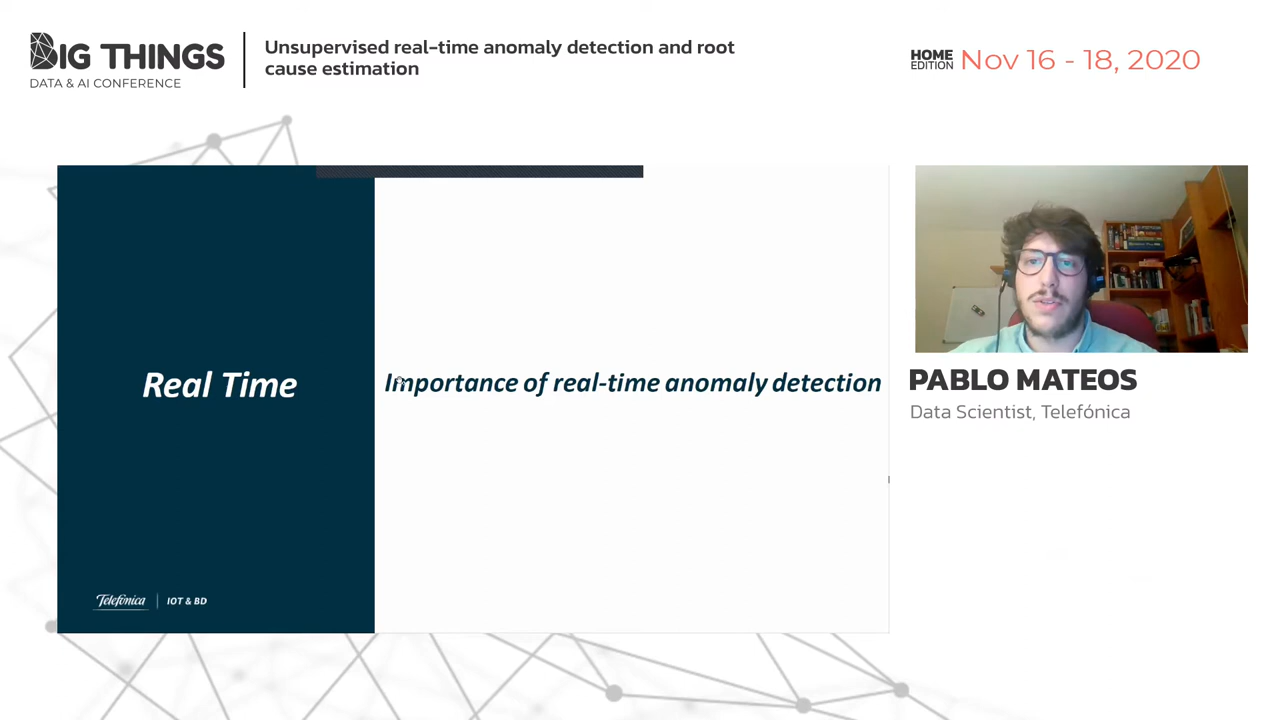 BIG THINGS
DATA & AI CONFERENCE
Unsupervised real-time anomaly detection and root
cause estimation
HOME
EDITION
Nov 16 - 18, 2020
Real Time
Importance of real-time anomaly detection
Telefónica
IOT & BD
PABLO MATEOS
Data Scientist, Telefónica